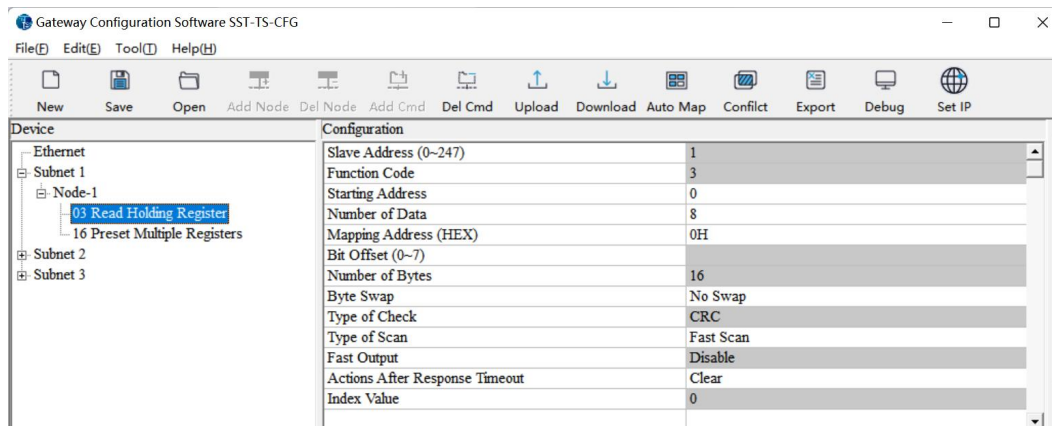 Gateway Configuration Software SST-TS-CFG
File(F) Edit(E) Tool(T) Help(H)
New Save Open Add Node Del Node Add Cmd Del Cmd Upload Download Auto Map Confilct Export Debug Set IP
Device
Ethernet
Subnet 1
Node-1
03 Read Holding Register
16 Preset Multiple Registers
Subnet 2
Subnet 3
Configuration
Slave Address (0~247) 1
Function Code 3
Starting Address 0
Number of Data 8
Mapping Address (HEX) 0H
Bit Offset (0~7)
Number of Bytes 16
Byte Swap No Swap
Type of Check CRC
Type of Scan Fast Scan
Fast Output Disable
Actions After Response Timeout Clear
Index Value 0